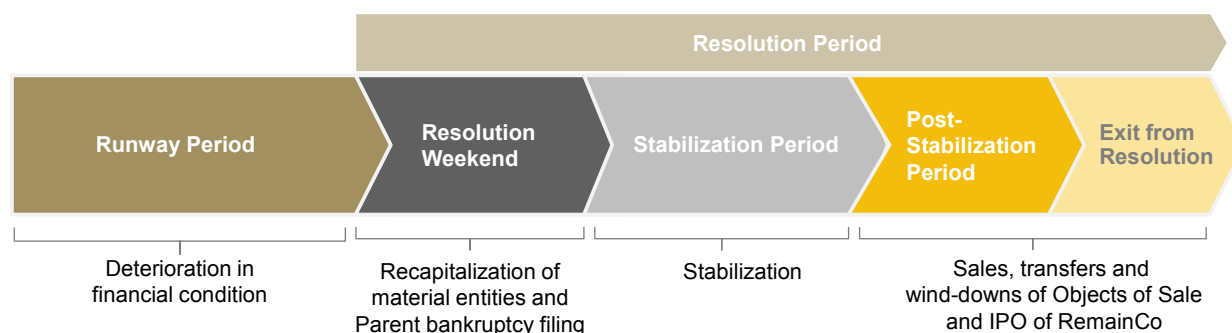 Resolution Period
Runway Period
Resolution
Weekend
Stabilization Period
Post-
Stabilization
Period
Exit from
Resolution
Deterioration in
financial condition
Recapitalization of
material entities and
Parent bankruptcy filing
Stabilization
Sales, transfers and
wind-downs of Objects of Sale
and IPO of RemainCo